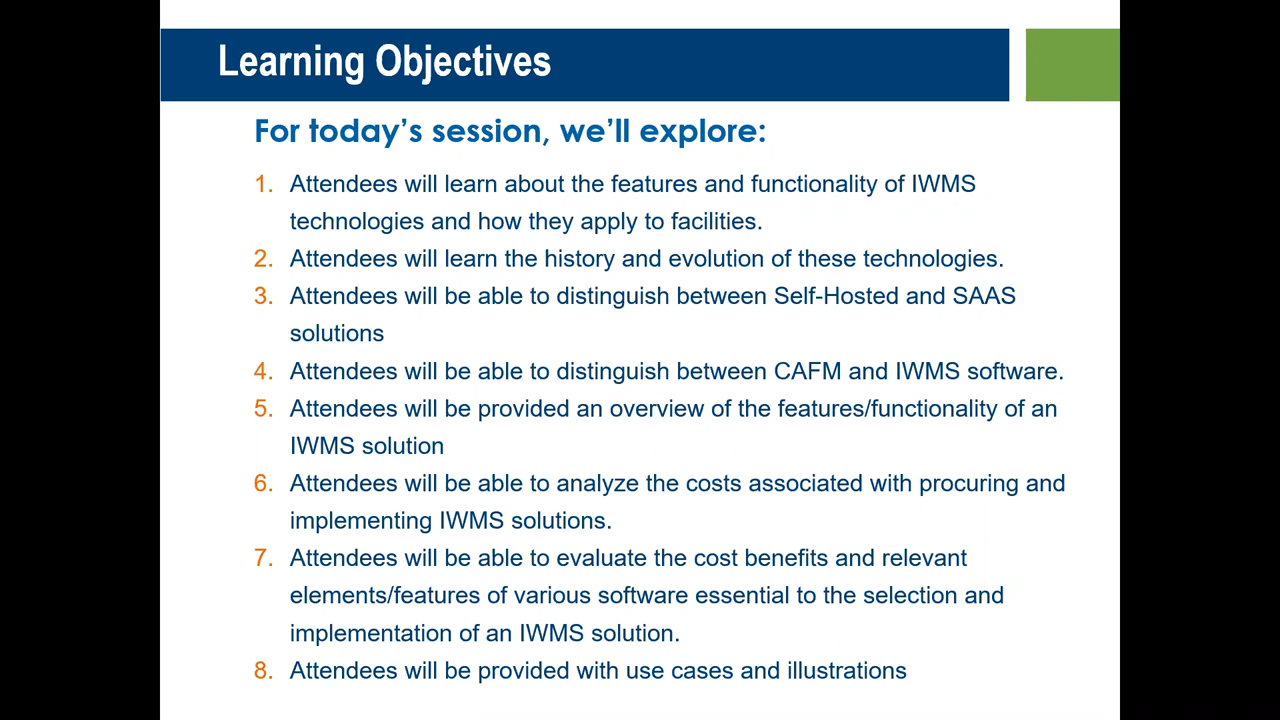 Learning Objectives
For today's session, we'll explore:
1. Attendees will learn about the features and functionality of IWMS
technologies and how they apply to facilities.
2. Attendees will learn the history and evolution of these technologies.
3. Attendees will be able to distinguish between Self-Hosted and SAAS
solutions
4. Attendees will be able to distinguish between CAFM and IWMS software.
5. Attendees will be provided an overview of the features/functionality of an
IWMS solution
6. Attendees will be able to analyze the costs associated with procuring and
implementing IWMS solutions.
7. Attendees will be able to evaluate the cost benefits and relevant
elements/features of various software essential to the selection and
implementation of an IWMS solution.
8. Attendees will be provided with use cases and illustrations